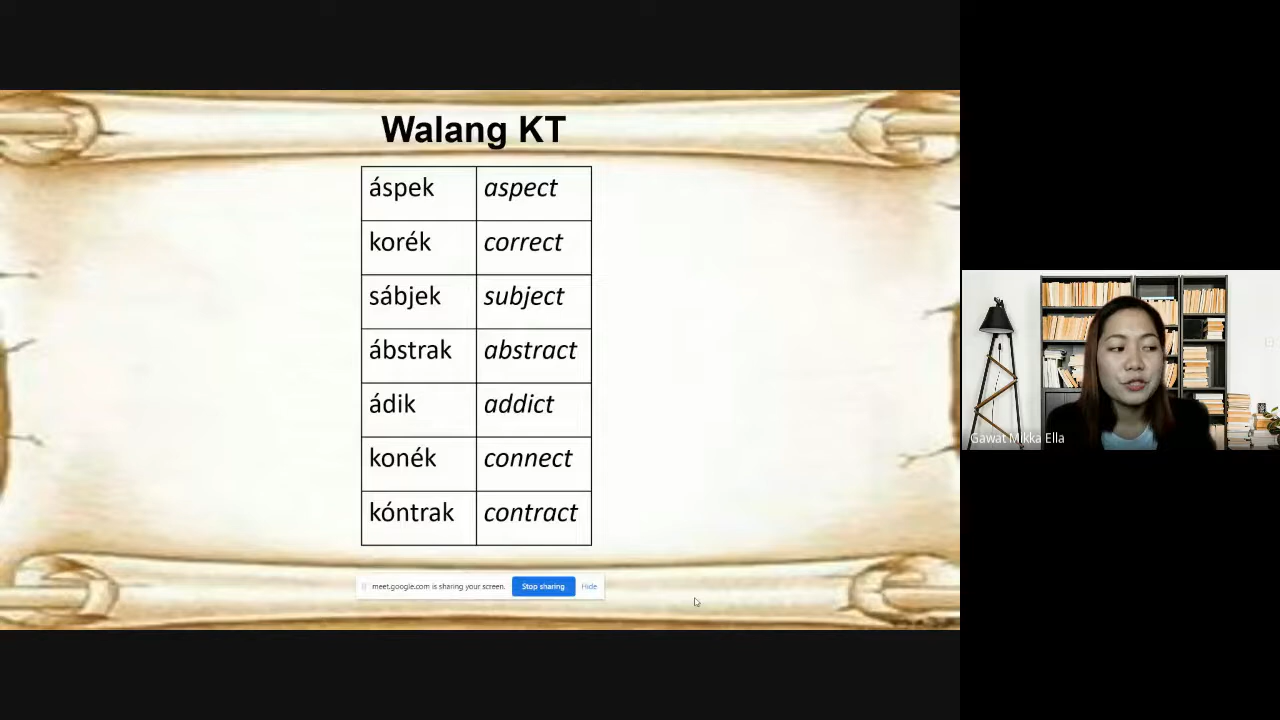 Walang KT
áspek aspect
korék correct
sábjek subject
ábstrak abstract
ádik addict
konék connect
kóntrak contract
meet.google.com is sharing your screen. Stop sharing Hide
Gawat Mikka Ella